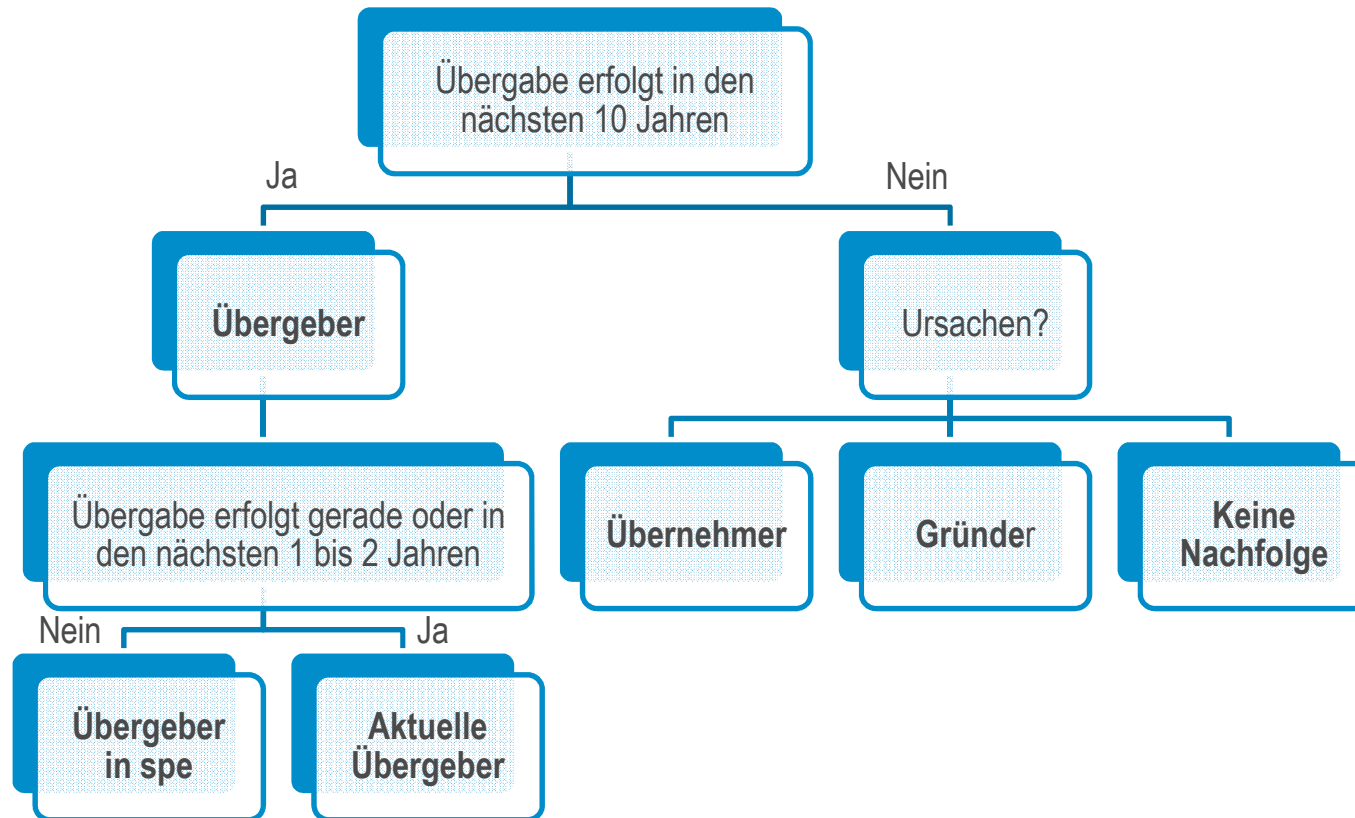 Übergabe erfolgt in den
nächsten 10 Jahren
Ja
Nein
Übergeber
Ursachen?
Übergabe erfolgt gerade oder in
den nächsten 1 bis 2 Jahren
Übernehmer
Gründer
Keine
Nachfolge
Nein
Ja
Übergeber
in spe
Aktuelle
Übergeber